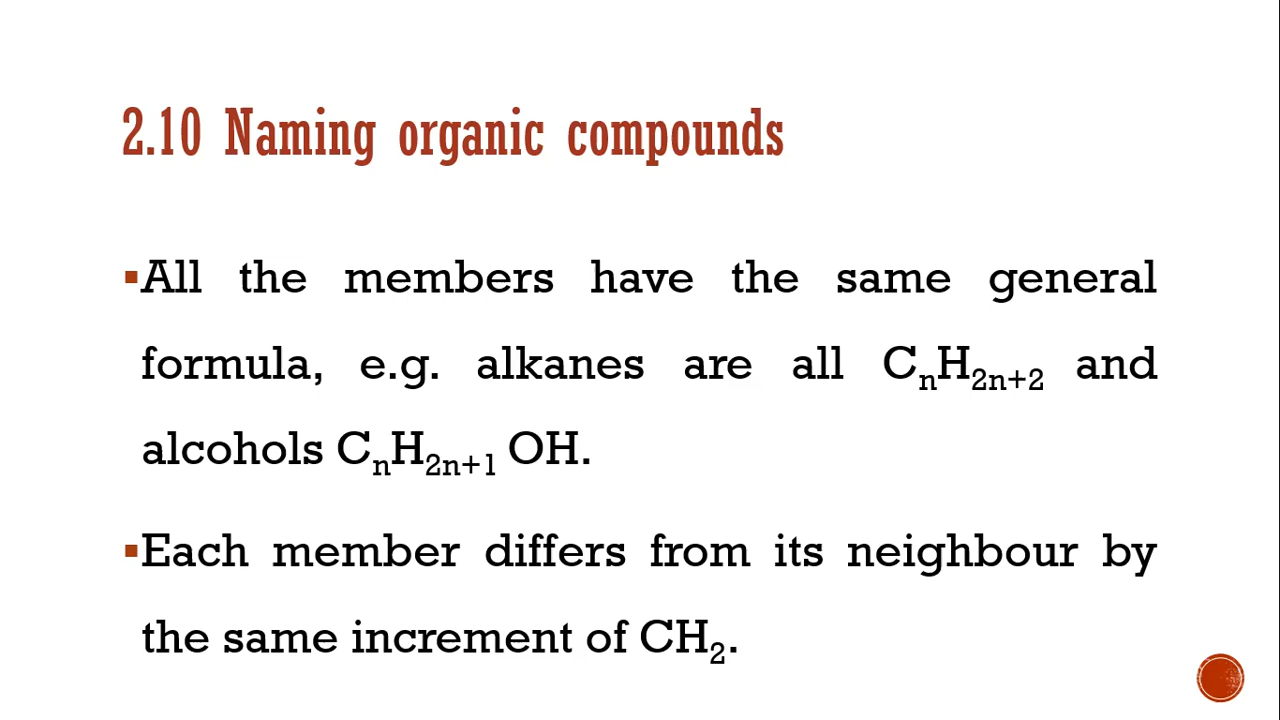 2.10 Naming organic compounds
▪All the members have the same general
formula, e.g. alkanes are all CₙH₂ₙ₊₂ and
alcohols CₙH₂ₙ₊₁ OH.
▪Each member differs from its neighbour by
the same increment of CH₂.